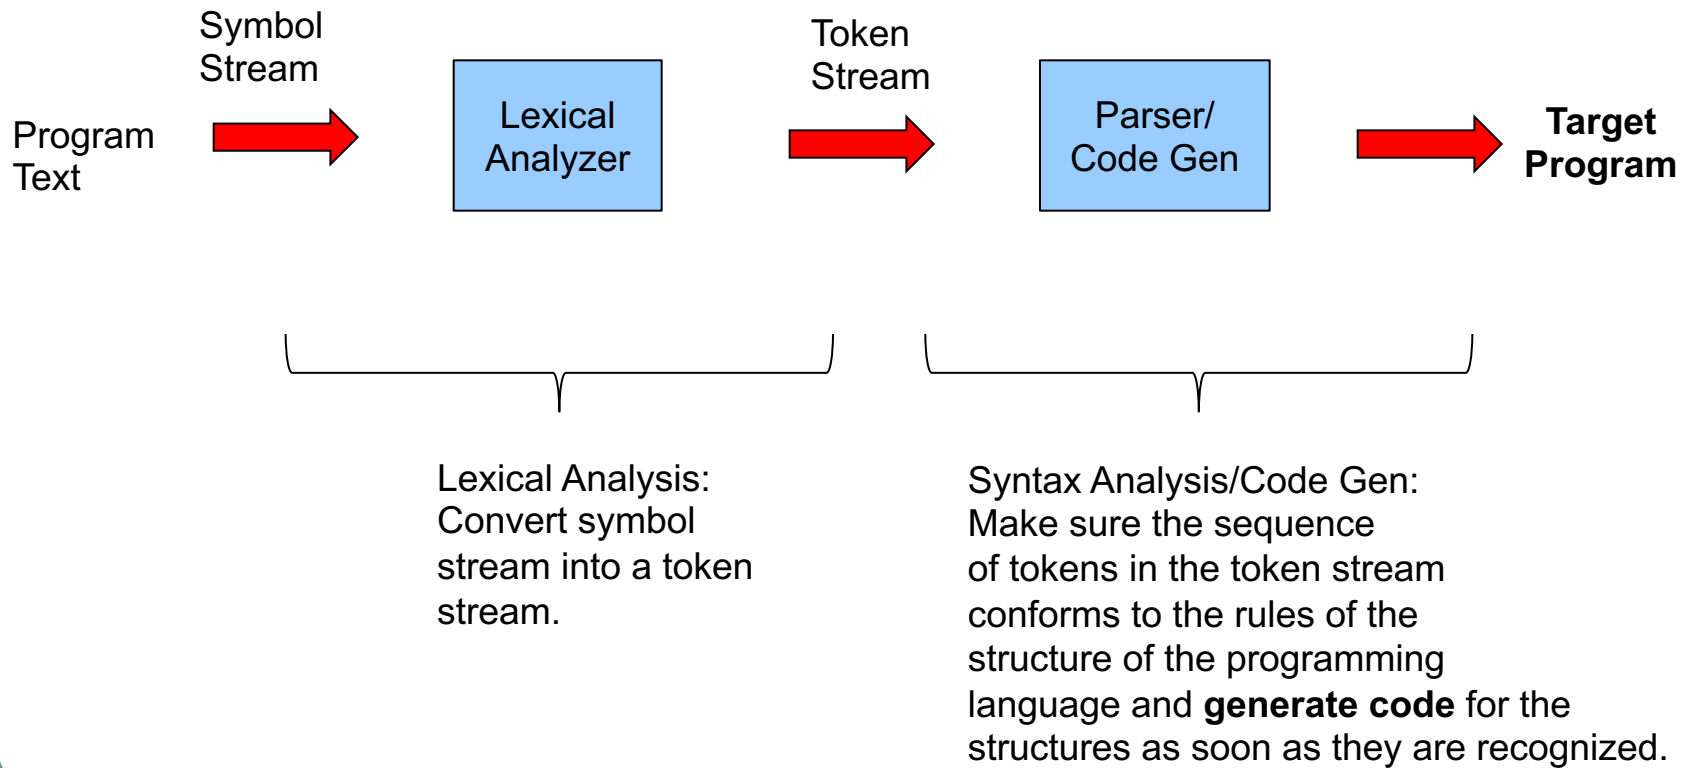 Symbol
Stream
Token
Stream
Program
Text
Lexical
Analyzer
Parser/
Code Gen
Target
Program
Lexical Analysis:
Convert symbol
stream into a token
stream.
Syntax Analysis/Code Gen:
Make sure the sequence
of tokens in the token stream
conforms to the rules of the
structure of the programming
language and generate code for the
structures as soon as they are recognized.